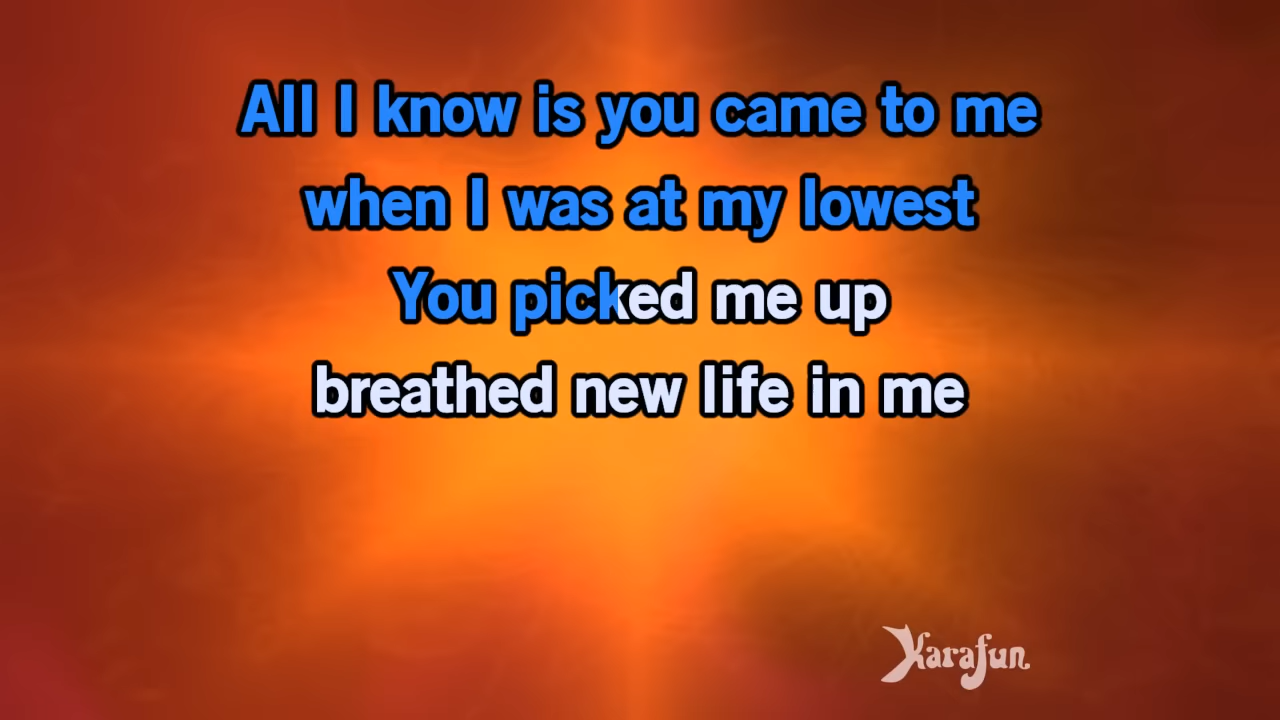 All I know is you came to me
when I was at my lowest
You picked me up
breathed new life in me
Karafun